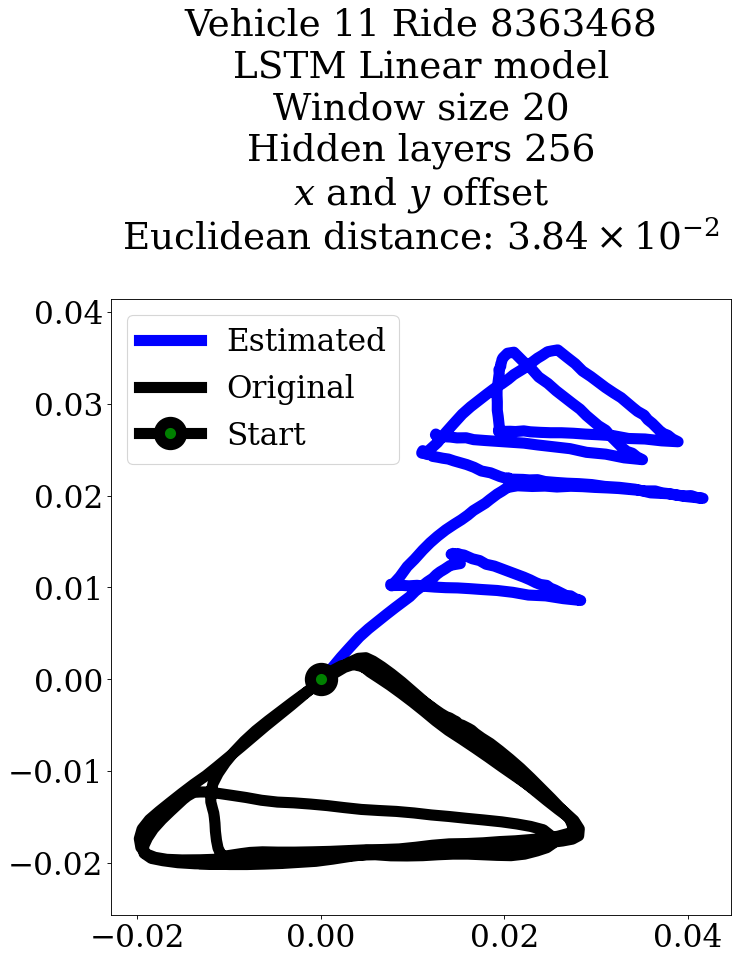 Vehicle 11 Ride 8363468
LSTM Linear model
Window size 20
Hidden layers 256
x and y offset
Euclidean distance: 3.84 × 10⁻²
Estimated
Original
Start
0.04
0.03
0.02
0.01
0.00
−0.01
−0.02
−0.02 0.00 0.02 0.04